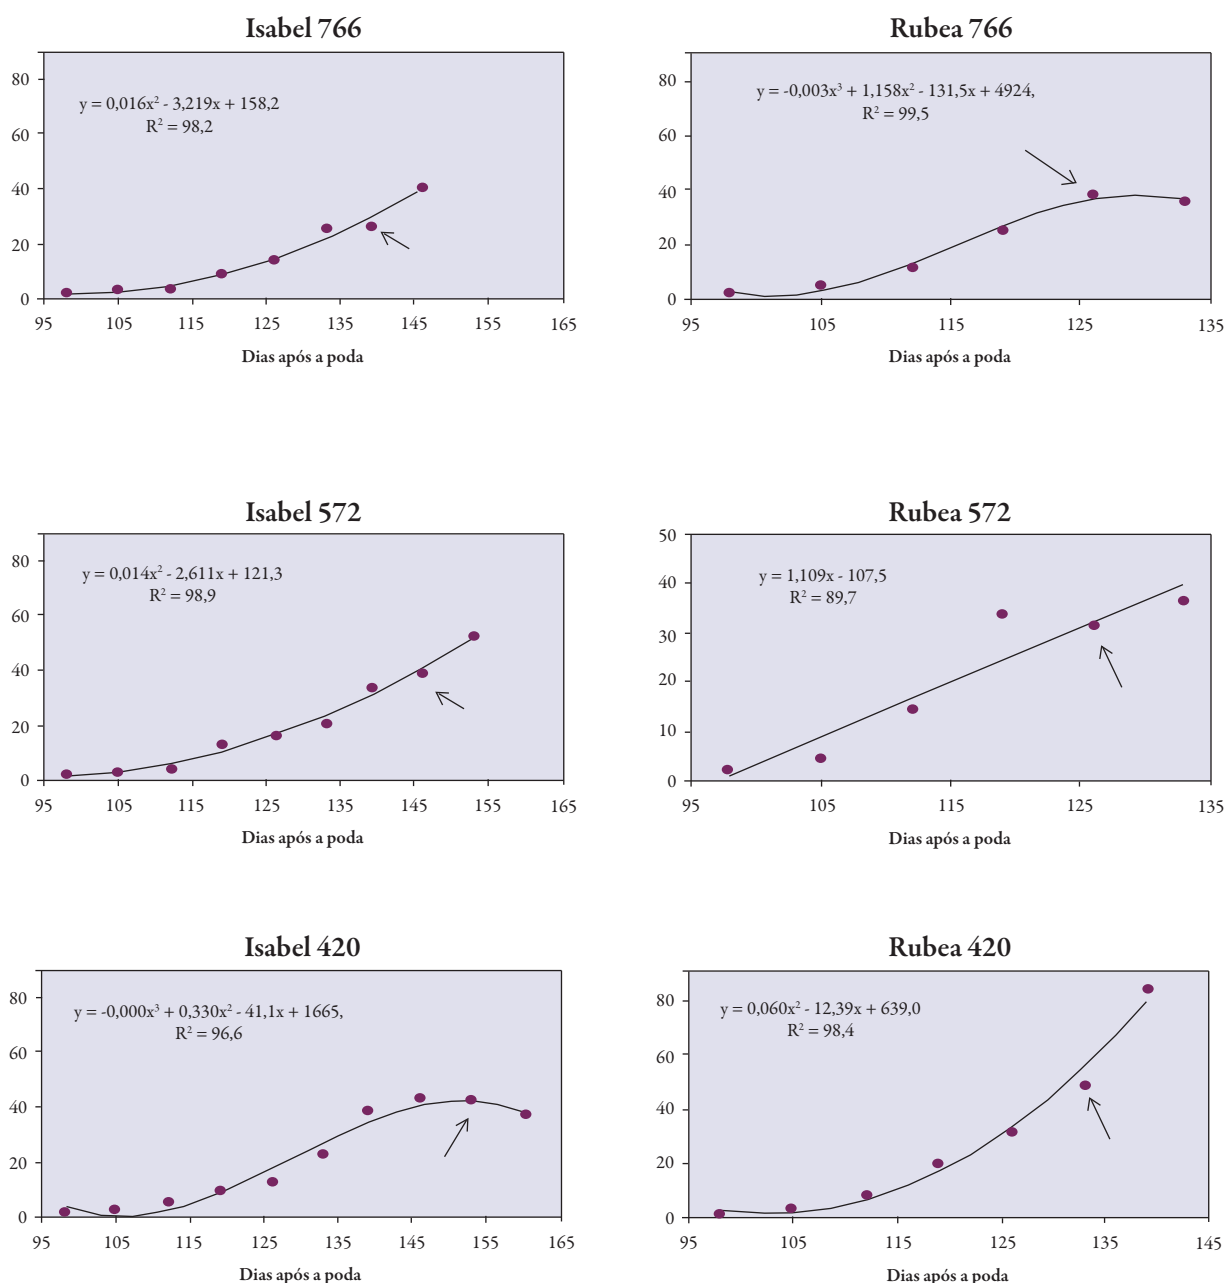 Isabel 766
80
60
40
20
0
y = 0,016x² - 3,219x + 158,2
R² = 98,2
95 105 115 125 135 145 155 165
Dias após a poda
Rubea 766
80
60
40
20
0
y = -0,003x³ + 1,158x² - 131,5x + 4924,
R² = 99,5
95 105 115 125 135
Dias após a poda
Isabel 572
80
60
40
20
0
y = 0,014x² - 2,611x + 121,3
R² = 98,9
95 105 115 125 135 145 155 165
Dias após a poda
Rubea 572
50
40
30
20
10
0
y = 1,109x - 107,5
R² = 89,7
95 105 115 125 135
Dias após a poda
Isabel 420
80
60
40
20
0
y = -0,000x³ + 0,330x² - 41,1x + 1665,
R² = 96,6
95 105 115 125 135 145 155 165
Dias após a poda
Rubea 420
80
60
40
20
0
y = 0,060x² - 12,39x + 639,0
R² = 98,4
95 105 115 125 135 145
Dias após a poda